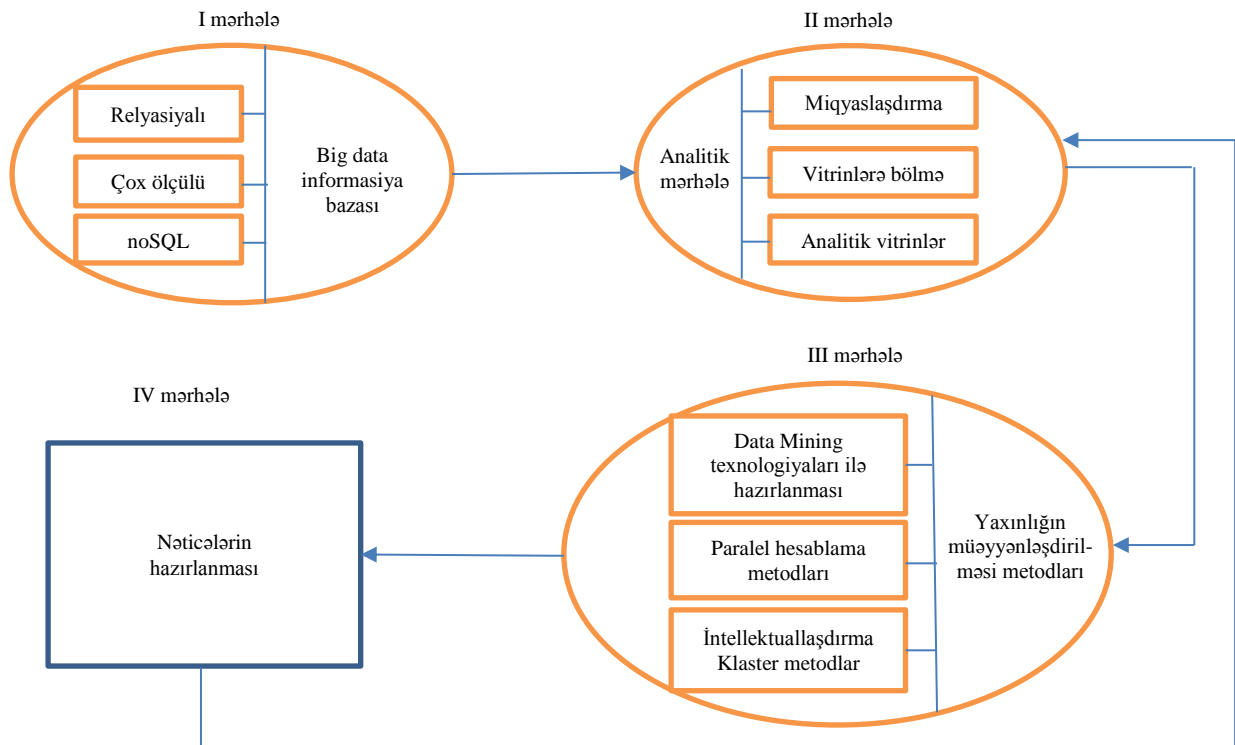 I mərhələ
Relyasiyalı
Çox ölçülü
noSQL
Big data
informasiya
bazası
II mərhələ
Analitik
mərhələ
Miqyaslaşdırma
Vitrinlərə bölmə
Analitik vitrinlər
III mərhələ
Data Mining
texnologiyaları ilə
hazırlanması
Paralel hesablama
metodları
İntellektuallaşdırma
Klaster metodlar
Yaxınlığın
müəyyənləşdiril-
məsi metodları
IV mərhələ
Nəticələrin
hazırlanması